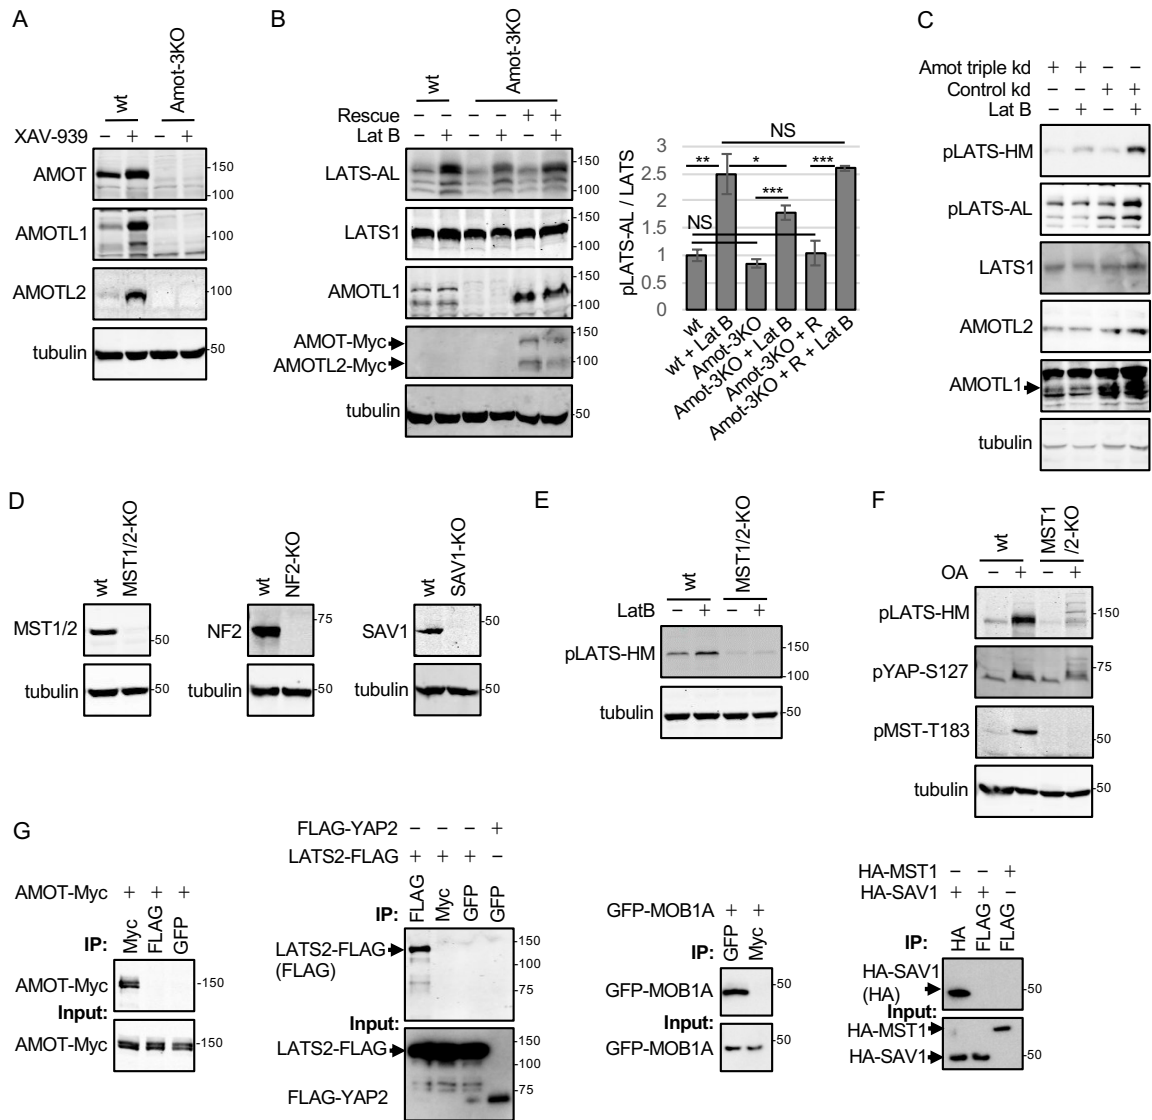 A
wt
Amot-3KO
XAV-939 – + – +
AMOT
150
100
AMOTL1
100
AMOTL2
100
tubulin
50
B
wt
Amot-3KO
Rescue – – – – + +
Lat B – + – + – +
LATS-AL
150
100
LATS1
100
AMOTL1
100
AMOT-Myc
150
AMOTL2-Myc
100
tubulin
50
pLATS-AL / LATS
3
2.5
2
1.5
1
0.5
0
NS
** * ***
***
NS
wt
wt + Lat B
Amot-3KO
Amot-3KO + Lat B
Amot-3KO + R
Amot-3KO + R + Lat B
C
Amot triple kd + + – –
Control kd – – + +
Lat B – + – +
pLATS-HM
pLATS-AL
LATS1
AMOTL2
AMOTL1
tubulin
D
wt
MST1/2-KO
MST1/2
50
tubulin
50
wt
NF2-KO
NF2
75
50
tubulin
50
wt
SAV1-KO
SAV1
50
tubulin
50
E
wt
MST1/2-KO
LatB – + – +
pLATS-HM
150
100
tubulin
50
F
wt
MST1
/2-KO
OA – + – +
pLATS-HM
150
pYAP-S127
75
pMST-T183
50
tubulin
50
G
AMOT-Myc + + +
IP: Myc FLAG GFP
AMOT-Myc
150
Input:
AMOT-Myc
150
FLAG-YAP2 – – – +
LATS2-FLAG + + + –
IP: FLAG Myc GFP GFP
LATS2-FLAG
(FLAG)
150
100
75
Input:
LATS2-FLAG
150
100
75
FLAG-YAP2
GFP-MOB1A + +
IP: GFP Myc
GFP-MOB1A
50
Input:
GFP-MOB1A
50
HA-MST1 – – +
HA-SAV1 + + –
IP: HA FLAG FLAG
HA-SAV1
(HA)
50
Input:
HA-MST1
HA-SAV1
50